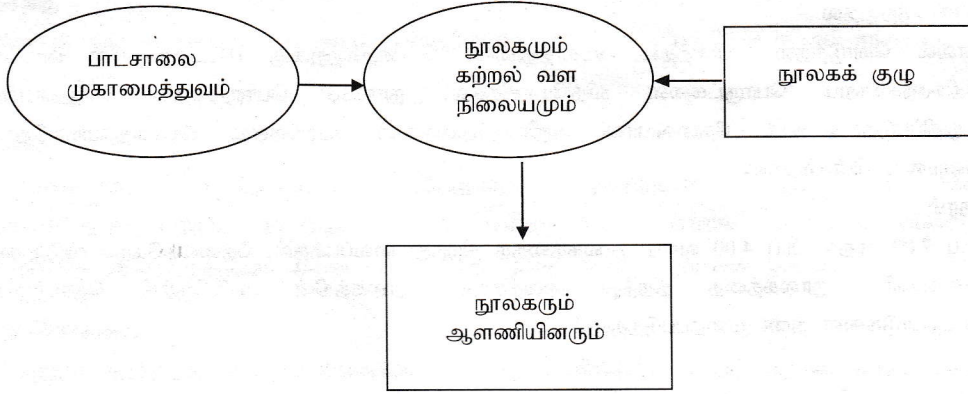 பாடசாலை
முகாமைத்துவம்
நூலகமும்
கற்றல் வள
நிலையமும்
நூலகக் குழு
நூலகரும்
ஆளணியினரும்